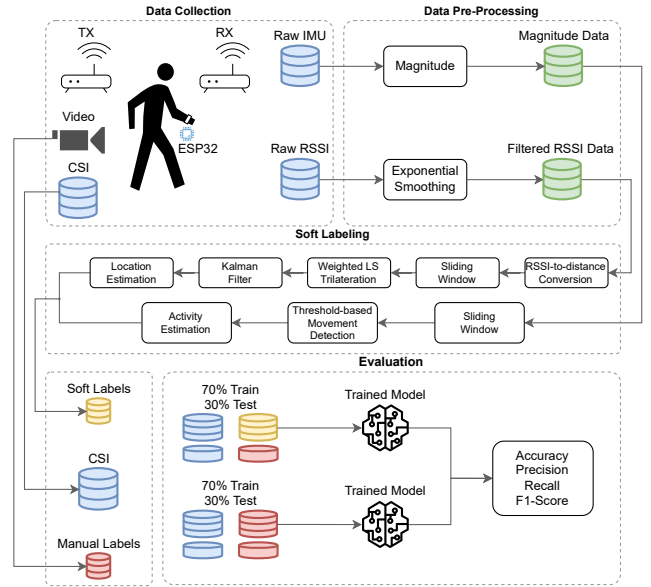 Data Collection
Data Pre-Processing
TX
RX
Raw IMU
Magnitude Data
Magnitude
Video
ESP32
Raw RSSI
Filtered RSSI Data
CSI
Exponential
Smoothing
Soft Labeling
Location
Estimation
Kalman
Filter
Weighted LS
Trilateration
Sliding
Window
RSSI-to-distance
Conversion
Activity
Estimation
Threshold-based
Movement
Detection
Sliding
Window
Evaluation
Soft Labels
CSI
Manual Labels
70% Train
30% Test
Trained Model
70% Train
30% Test
Trained Model
Accuracy
Precision
Recall
F1-Score